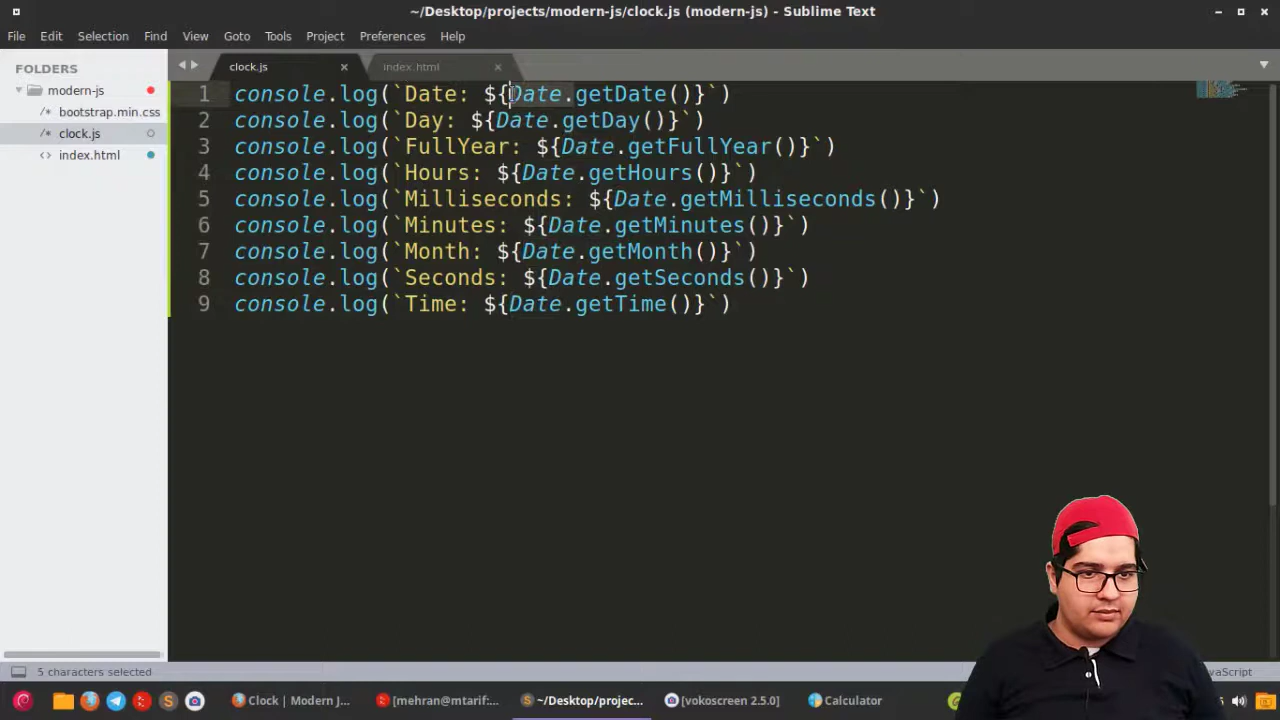 ~/Desktop/projects/modern-js/clock.js (modern-js) - Sublime Text
File Edit Selection Find View Goto Tools Project Preferences Help
FOLDERS
modern-js
/* bootstrap.min.css
/* clock.js
<> index.html
clock.js × index.html ×
1 console.log(`Date: ${Date.getDate()}`)
2 console.log(`Day: ${Date.getDay()}`)
3 console.log(`FullYear: ${Date.getFullYear()}`)
4 console.log(`Hours: ${Date.getHours()}`)
5 console.log(`Milliseconds: ${Date.getMilliseconds()}`)
6 console.log(`Minutes: ${Date.getMinutes()}`)
7 console.log(`Month: ${Date.getMonth()}`)
8 console.log(`Seconds: ${Date.getSeconds()}`)
9 console.log(`Time: ${Date.getTime()}`)
5 characters selected
JavaScript
Clock | Modern J... [mehran@mtarif:... ~/Desktop/projec... [vokoscreen 2.5.0] Calculator